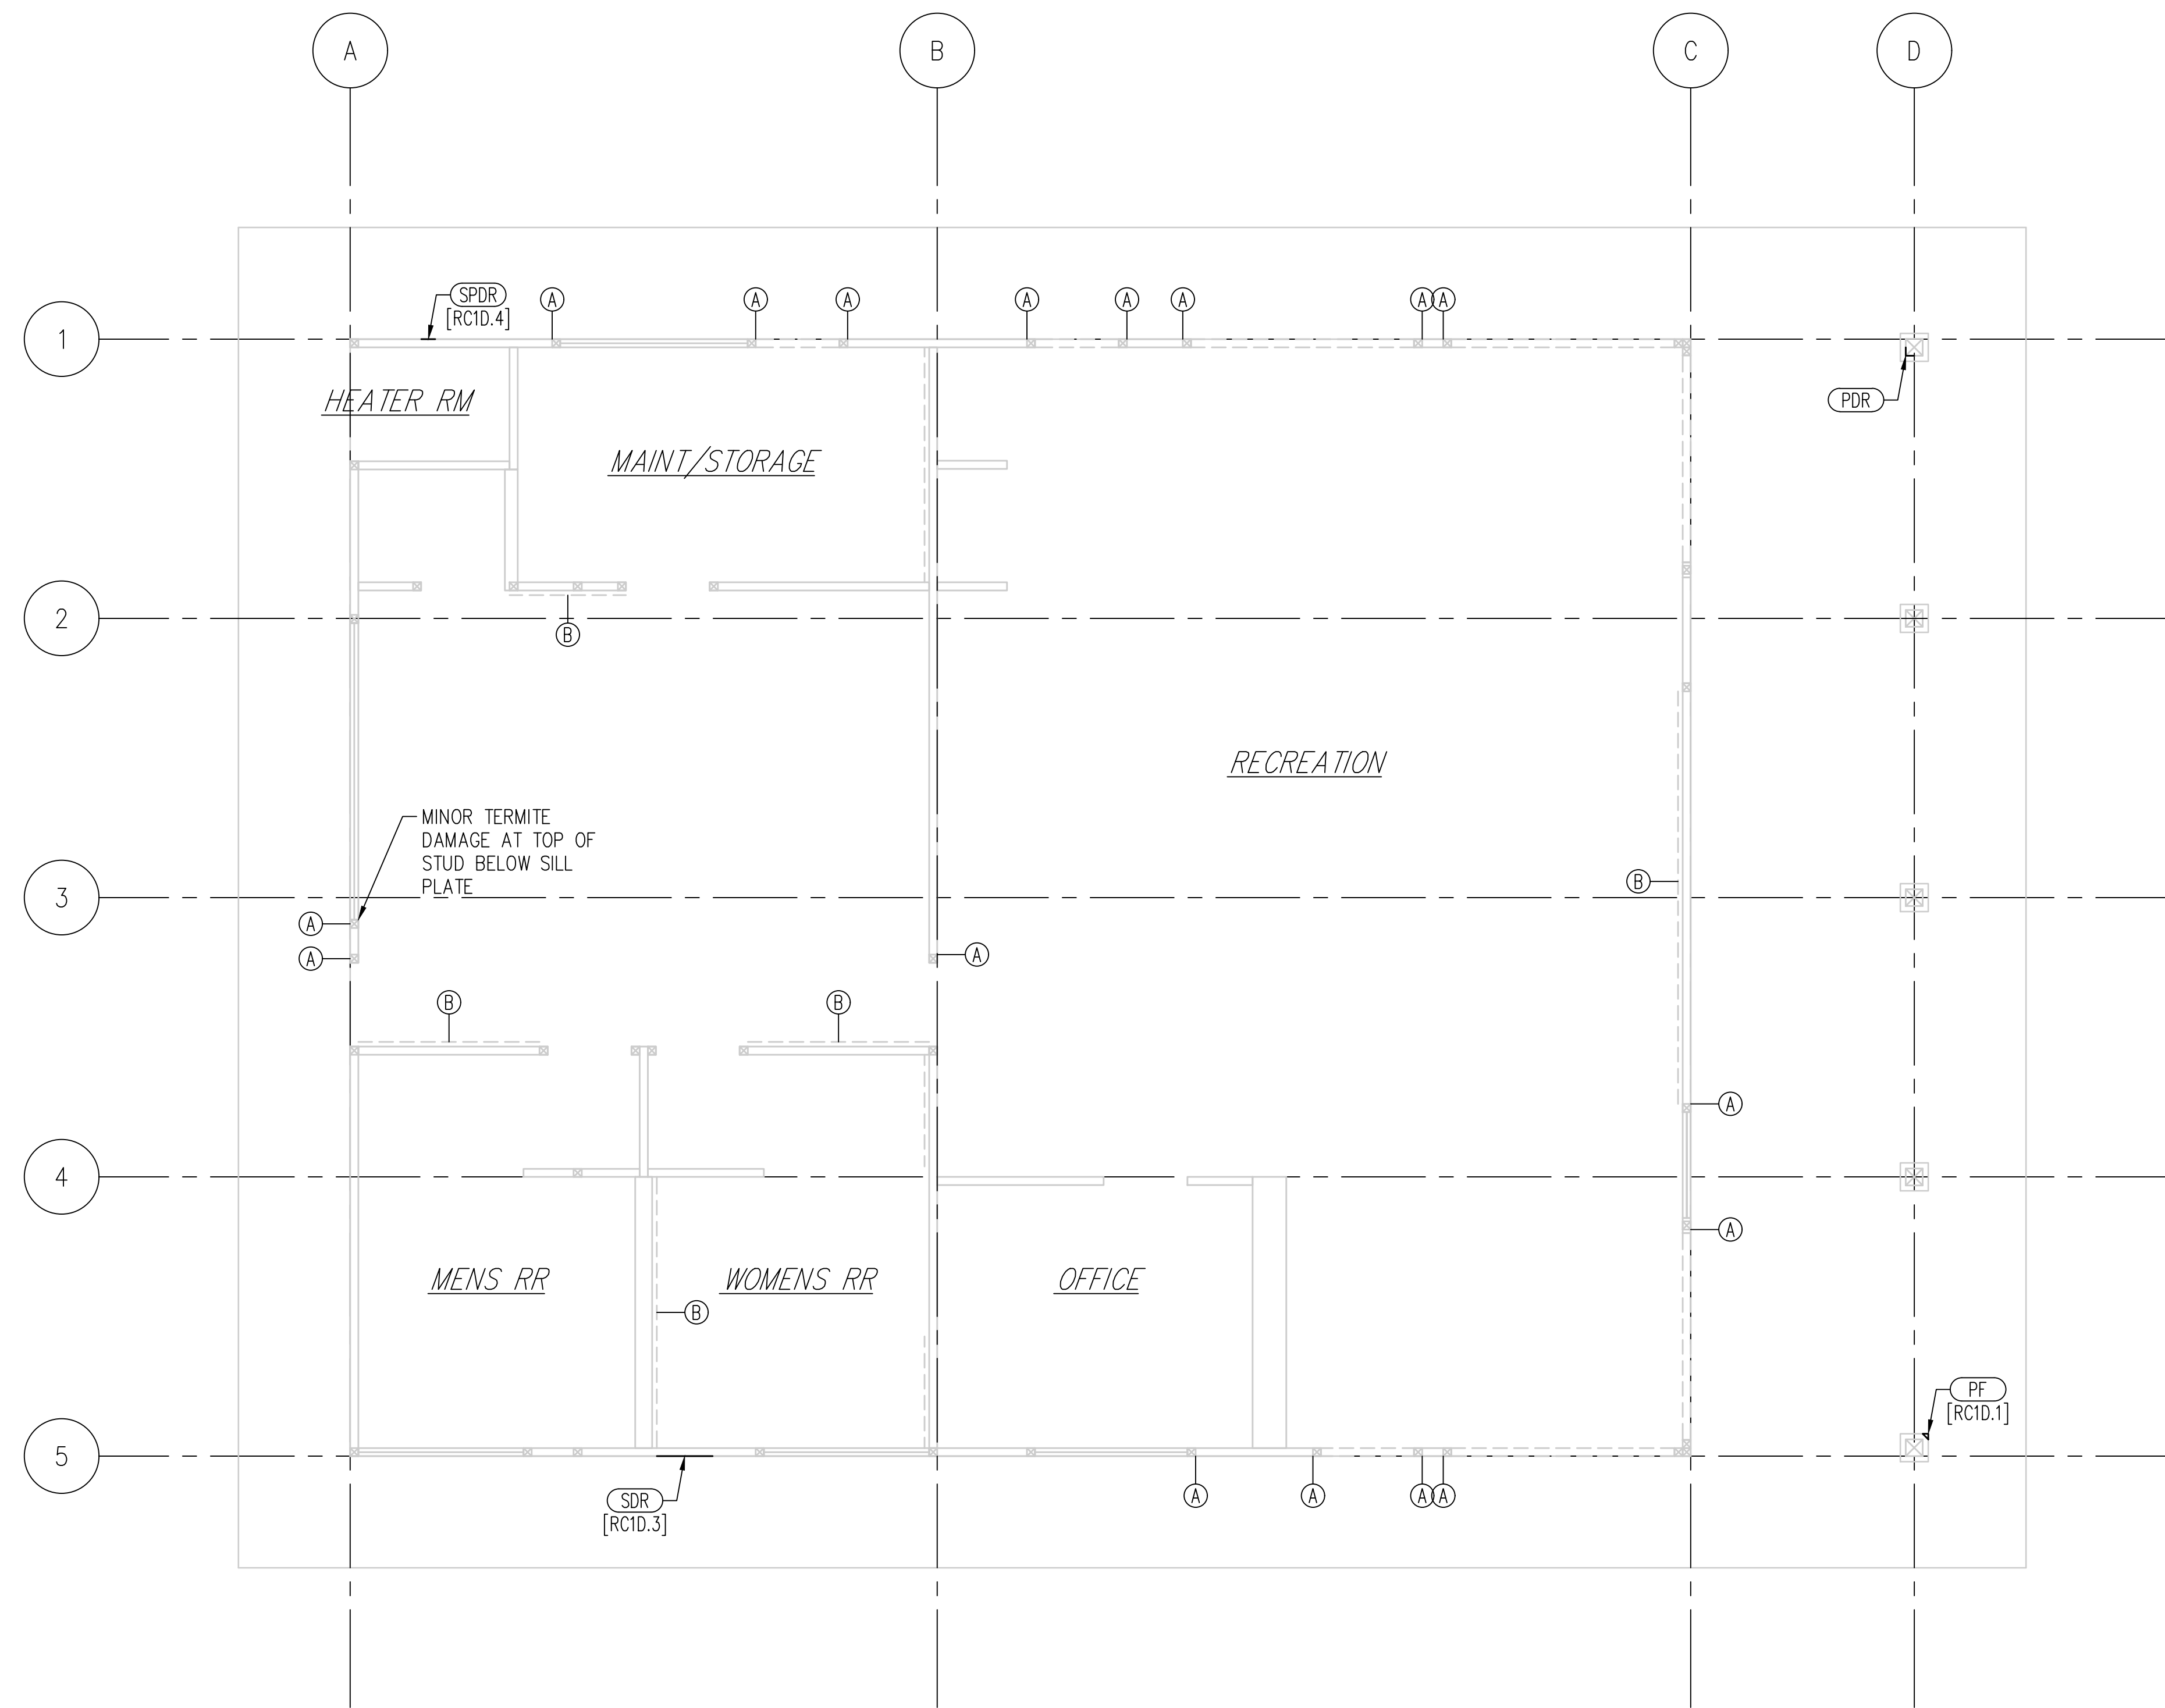 A
B
C
D
SPDR
[RC1D.4]
A
A
A
A
A
A
A
A
1
HEATER RM
PDR
MAINT/STORAGE
2
B
RECREATION
MINOR TERMITE
DAMAGE AT TOP OF
STUD BELOW SILL
PLATE
B
3
A
A
A
B
B
A
4
A
MENS RR
WOMENS RR
OFFICE
B
PF
[RC1D.1]
5
SDR
[RC1D.3]
A
A
A
A